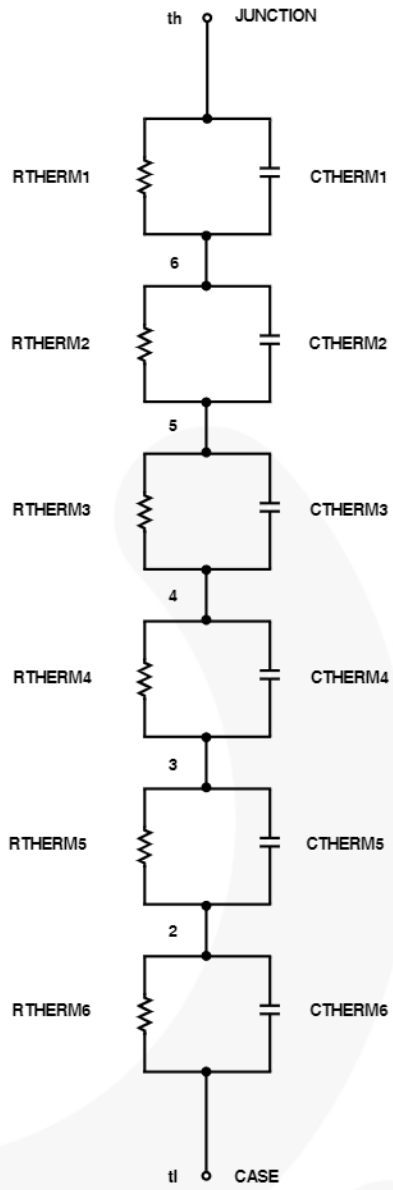 th JUNCTION
RTHERM1 CTHERM1
6
RTHERM2 CTHERM2
5
RTHERM3 CTHERM3
4
RTHERM4 CTHERM4
3
RTHERM5 CTHERM5
2
RTHERM6 CTHERM6
tl CASE